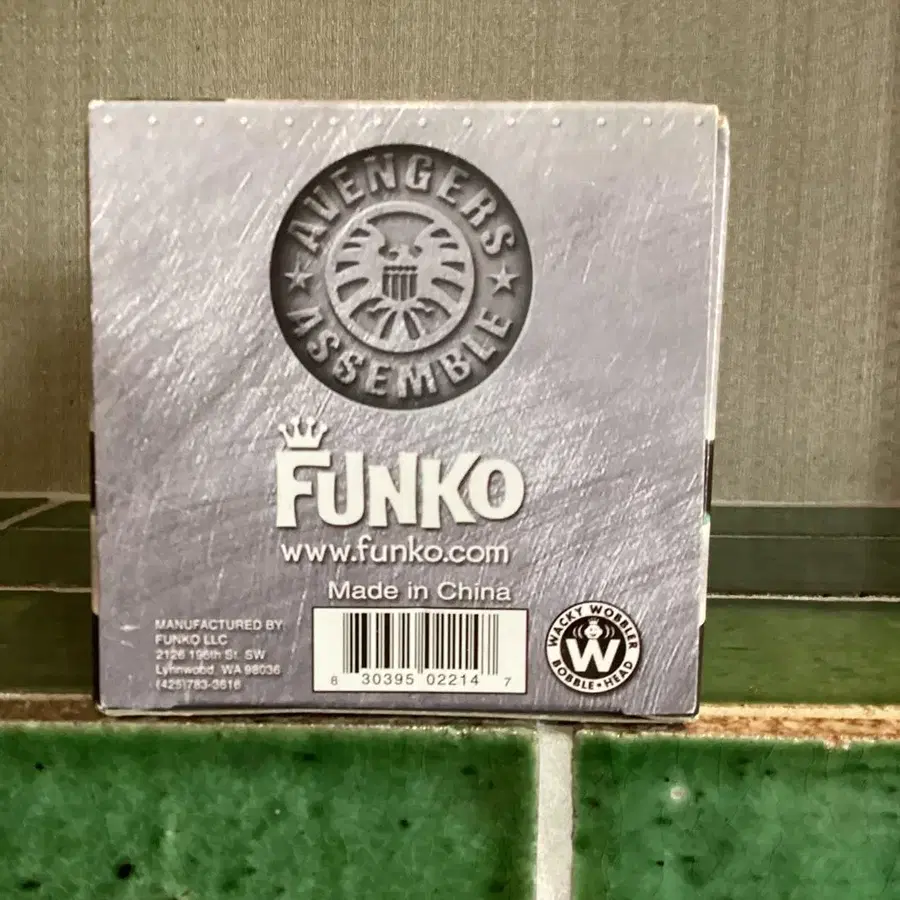 AVENGERS
ASSEMBLE
FUNKO
www.funko.com
Made in China
MANUFACTURED BY:
FUNKO LLC
2126 196th St. SW
Lynnwood, WA 98036
(425)783-3616
8 30395 02214 7
WACKY WOBBLER
W
BOBBLE-HEAD